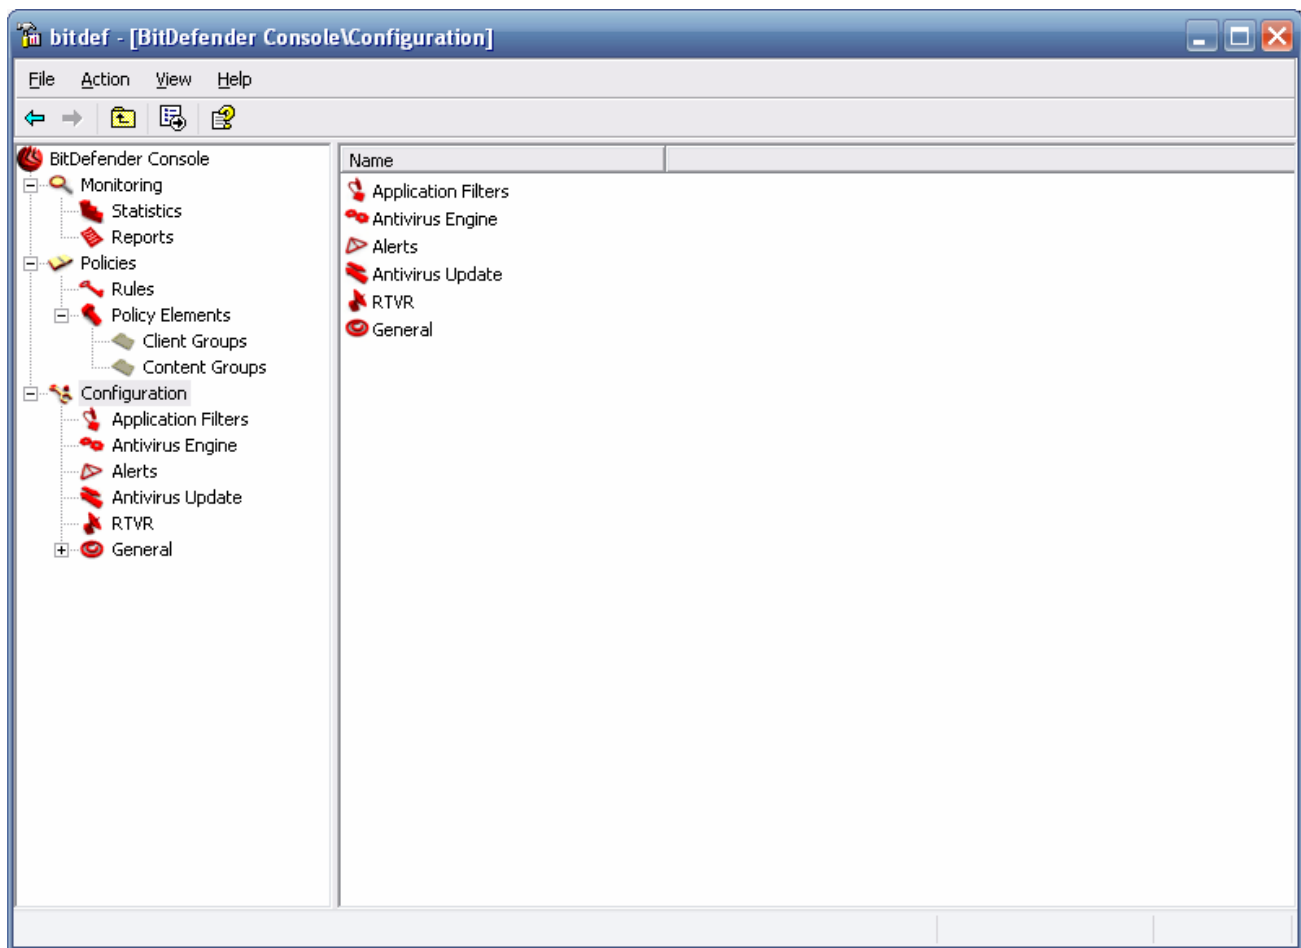 bitdef - [BitDefender Console\Configuration]
File Action View Help
BitDefender Console
Monitoring
Statistics
Reports
Policies
Rules
Policy Elements
Client Groups
Content Groups
Configuration
Application Filters
Antivirus Engine
Alerts
Antivirus Update
RTVR
General
Name
Application Filters
Antivirus Engine
Alerts
Antivirus Update
RTVR
General